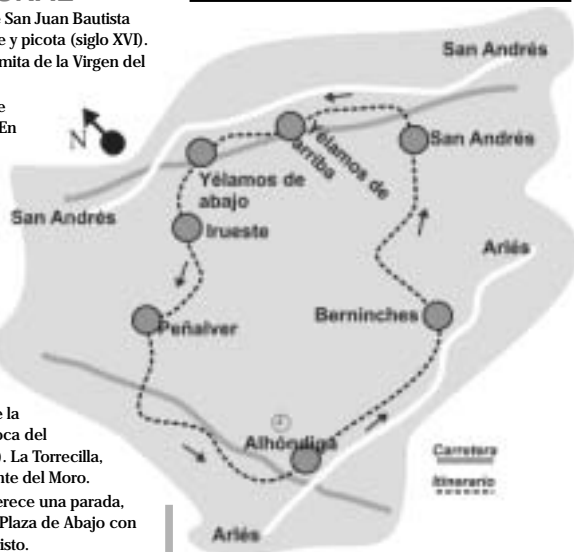 San Juan Bautista
e y picota (siglo XVI).
mita de la Virgen del
e
En
e la
oca del
). La Torrecilla,
nte del Moro.
erece una parada,
Plaza de Abajo con
isto.
N
San Andrés
San Andrés
Yélamos de
arriba
Yélamos de
abajo
San Andrés
Irueste
Arlés
Peñalver
Berninches
Alhóndiga
Carretera
Itinerario
Arlés